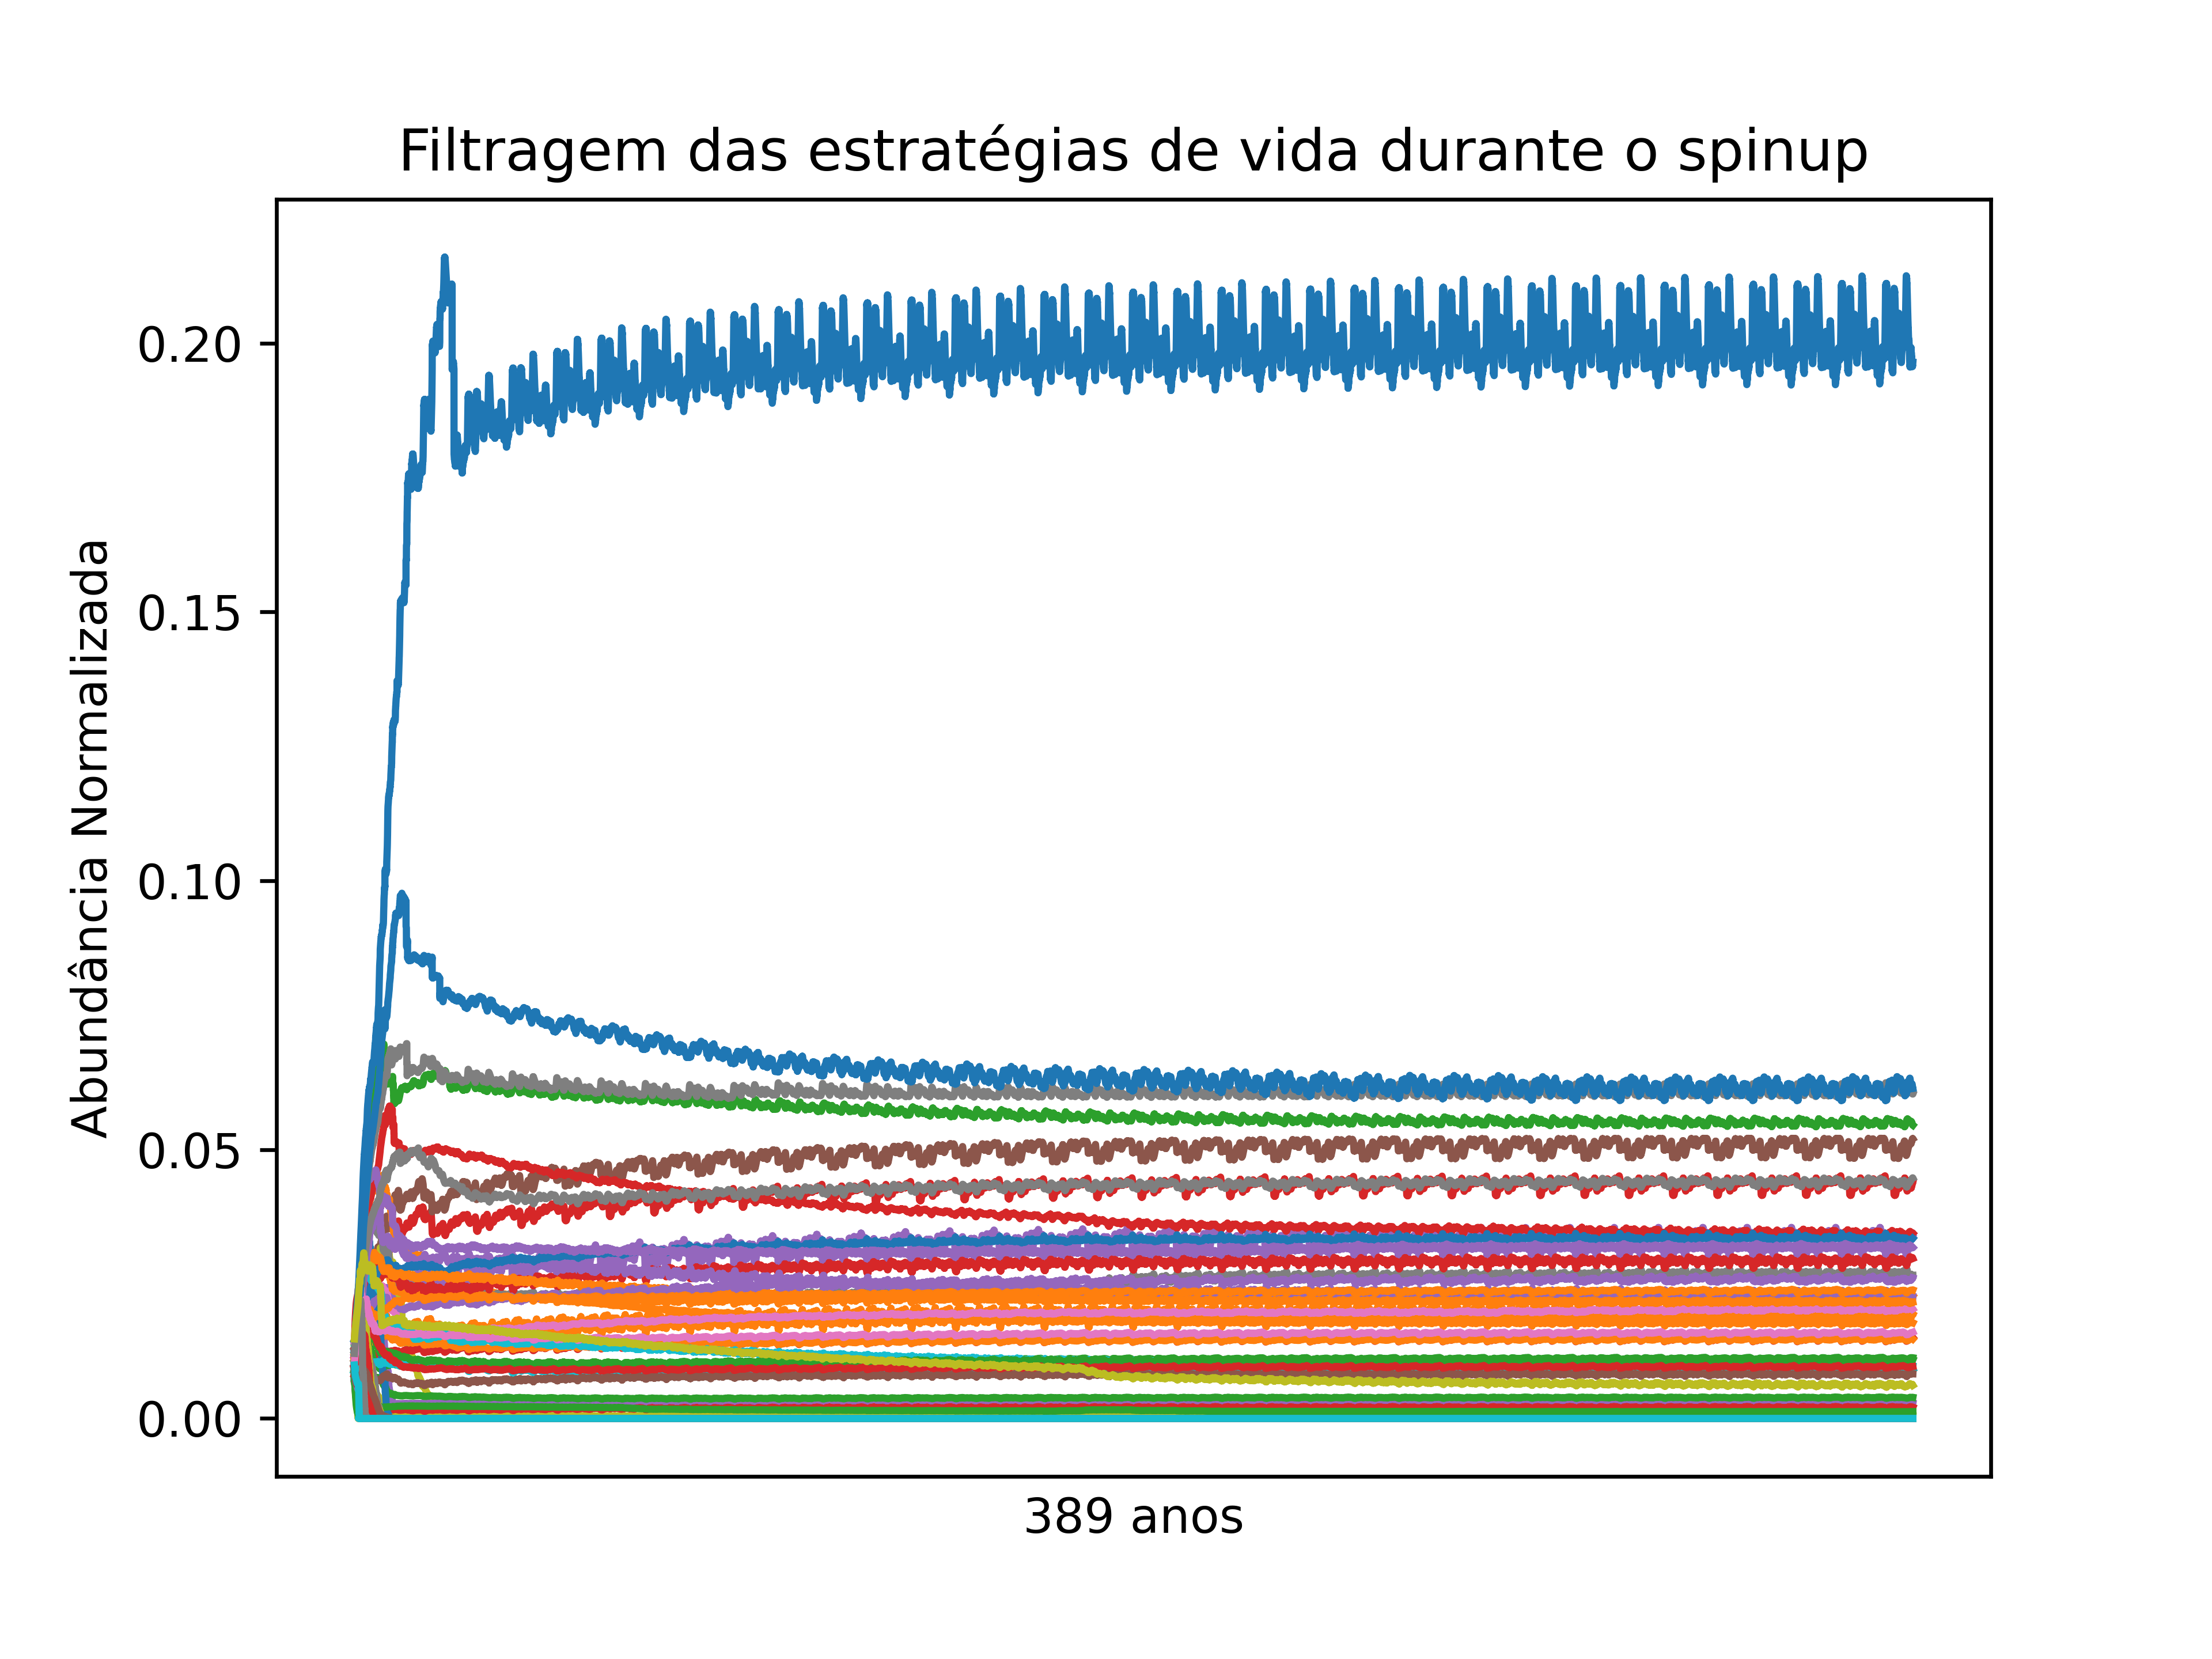 Filtragem das estratégias de vida durante o spinup
Abundância Normalizada
0.20
0.15
0.10
0.05
0.00
389 anos